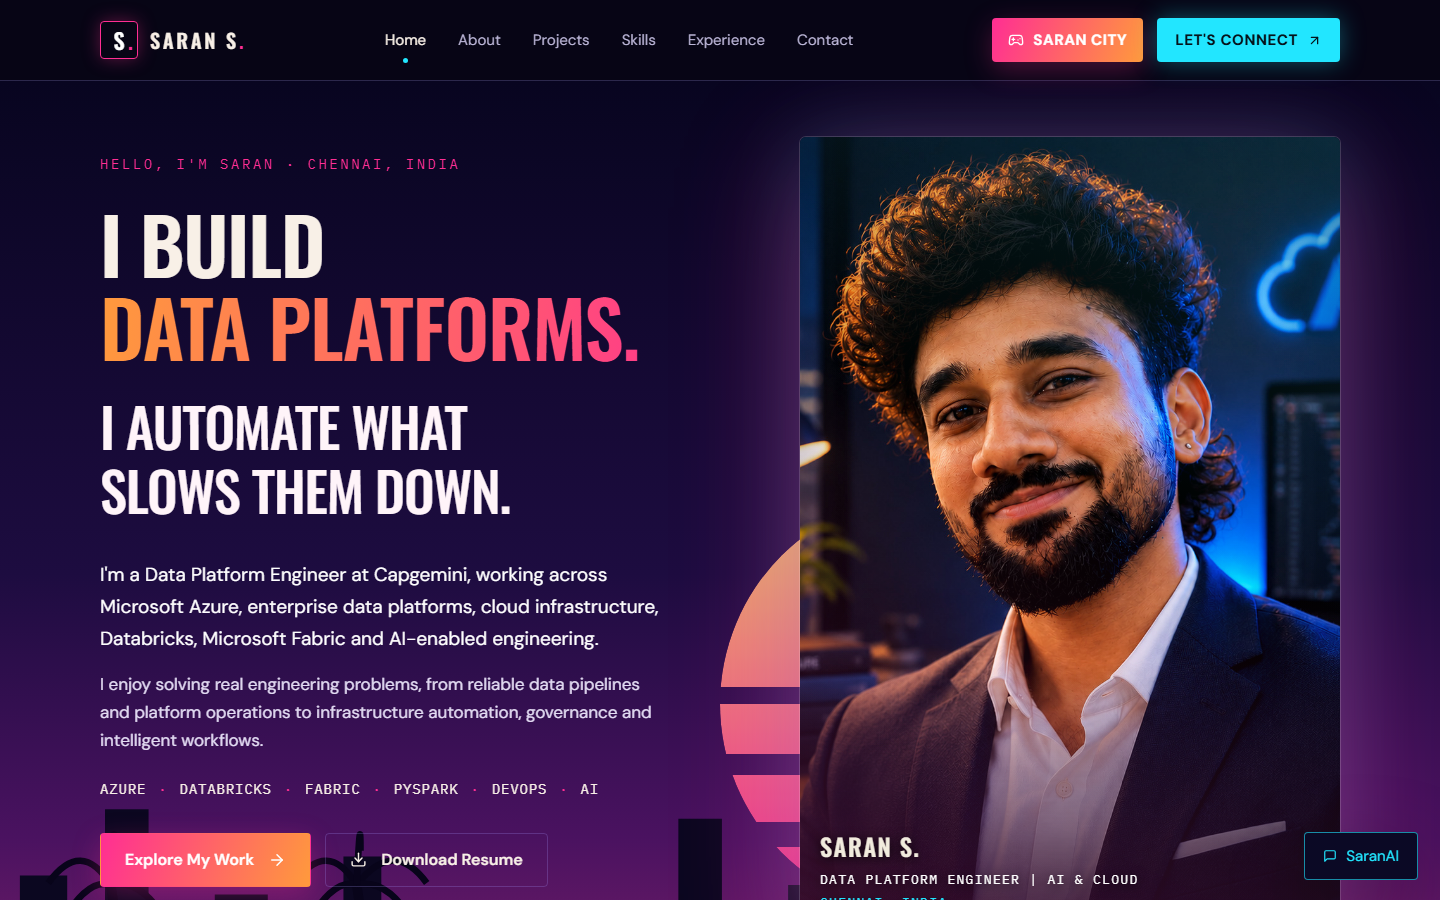 S.
SARAN S.
Home
About
Projects
Skills
Experience
Contact
SARAN CITY
LET'S CONNECT
HELLO, I'M SARAN · CHENNAI, INDIA
I BUILD
DATA PLATFORMS.
I AUTOMATE WHAT
SLOWS THEM DOWN.
I'm a Data Platform Engineer at Capgemini, working across
Microsoft Azure, enterprise data platforms, cloud infrastructure,
Databricks, Microsoft Fabric and AI-enabled engineering.
I enjoy solving real engineering problems, from reliable data pipelines
and platform operations to infrastructure automation, governance and
intelligent workflows.
AZURE · DATABRICKS · FABRIC · PYSPARK · DEVOPS · AI
Explore My Work
Download Resume
SARAN S.
DATA PLATFORM ENGINEER | AI & CLOUD
CHENNAI, INDIA
SaranAI